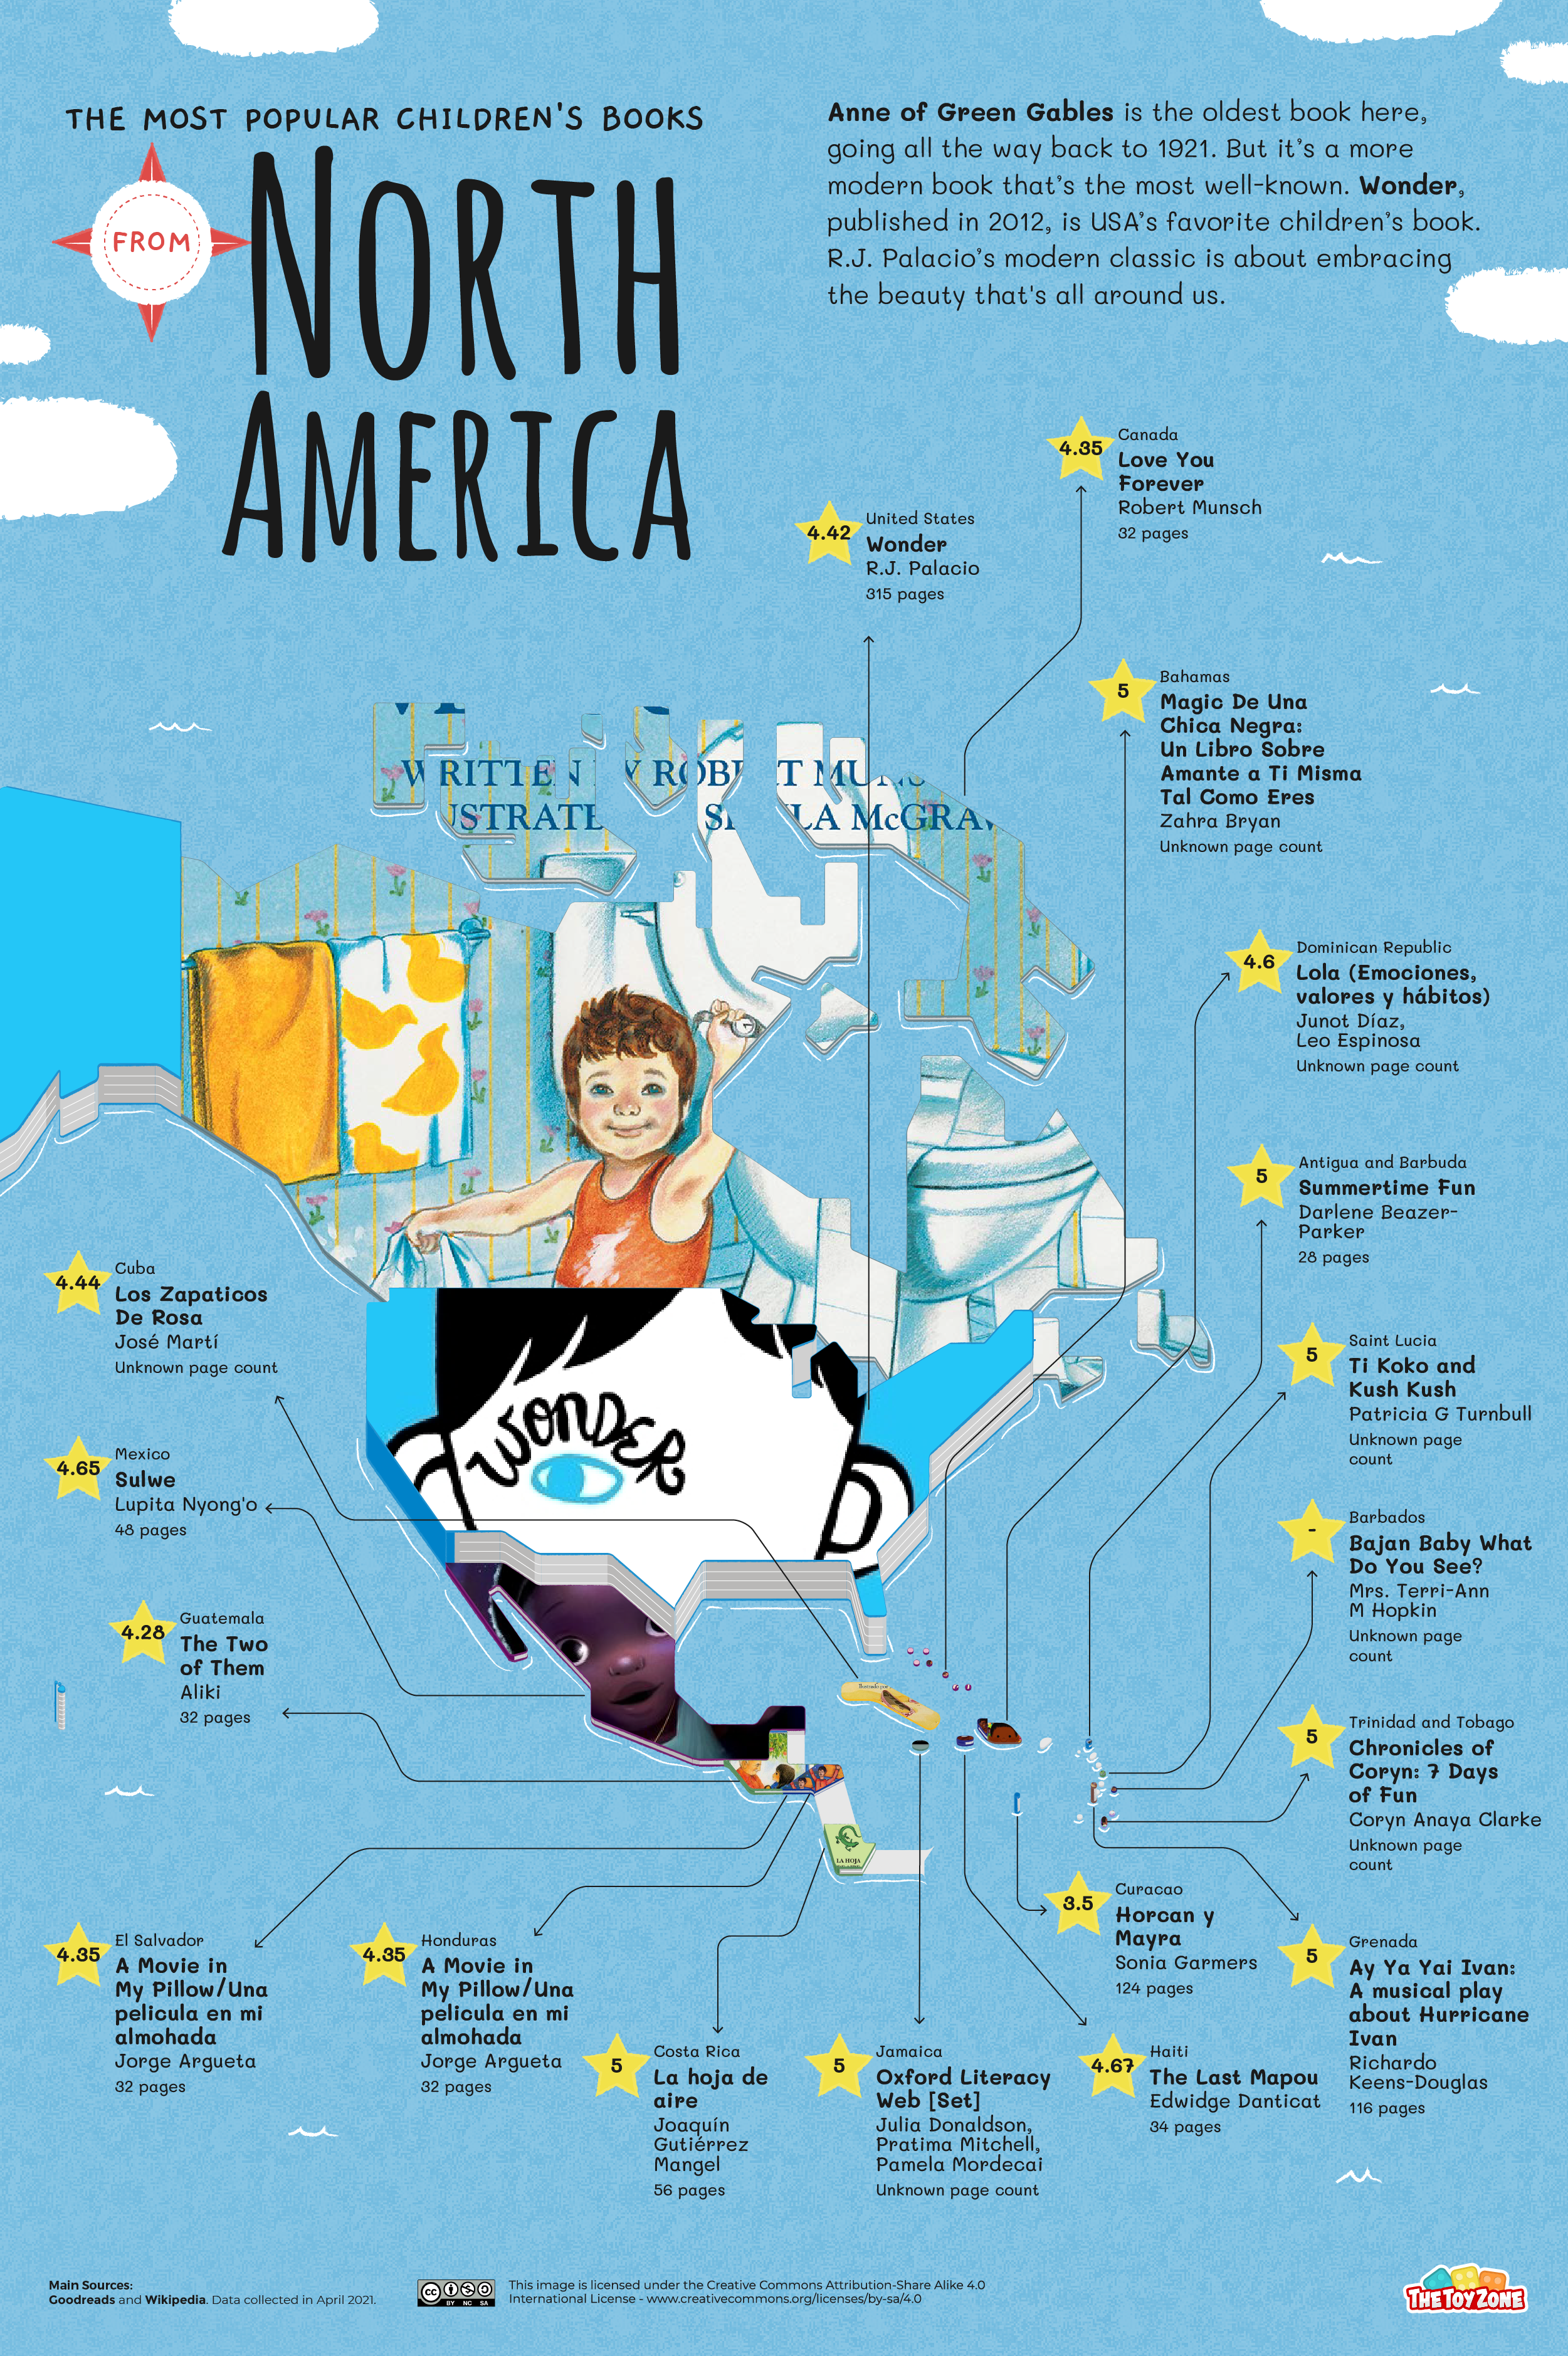 THE MOST POPULAR CHILDREN'S BOOKS
FROM
NORTH
AMERICA
Anne of Green Gables is the oldest book here,
going all the way back to 1921. But it's a more
modern book that's the most well-known. Wonder,
published in 2012, is USA's favorite children's book.
R.J. Palacio's modern classic is about embracing
the beauty that's all around us.
4.35
Canada
Love You
Forever
Robert Munsch
32 pages
4.42
United States
Wonder
R.J. Palacio
315 pages
5
Bahamas
Magic De Una
Chica Negra:
Un Libro Sobre
Amante a Ti Misma
Tal Como Eres
Zahra Bryan
Unknown page count
4.6
Dominican Republic
Lola (Emociones,
valores y hábitos)
Junot Díaz,
Leo Espinosa
Unknown page count
5
Antigua and Barbuda
Summertime Fun
Darlene Beazer-
Parker
28 pages
5
Saint Lucia
Ti Koko and
Kush Kush
Patricia G Turnbull
Unknown page
count
-
Barbados
Bajan Baby What
Do You See?
Mrs. Terri-Ann
M Hopkin
Unknown page
count
5
Trinidad and Tobago
Chronicles of
Coryn: 7 Days
of Fun
Coryn Anaya Clarke
Unknown page
count
5
Grenada
Ay Ya Yai Ivan:
A musical play
about Hurricane
Ivan
Richardo
Keens-Douglas
116 pages
WRITTEN Y ROBE T MUNS
USTRATE S LA McGRAW
WONDER
LA HOJA
4.44
Cuba
Los Zapaticos
De Rosa
José Martí
Unknown page count
4.65
Mexico
Sulwe
Lupita Nyong'o
48 pages
4.28
Guatemala
The Two
of Them
Aliki
32 pages
4.35
El Salvador
A Movie in
My Pillow/Una
pelicula en mi
almohada
Jorge Argueta
32 pages
4.35
Honduras
A Movie in
My Pillow/Una
pelicula en mi
almohada
Jorge Argueta
32 pages
5
Costa Rica
La hoja de
aire
Joaquín
Gutiérrez
Mangel
56 pages
5
Jamaica
Oxford Literacy
Web [Set]
Julia Donaldson,
Pratima Mitchell,
Pamela Mordecai
Unknown page count
3.5
Curacao
Horcan y
Mayra
Sonia Garmers
124 pages
4.67
Haiti
The Last Mapou
Edwidge Danticat
34 pages
Main Sources:
Goodreads and Wikipedia. Data collected in April 2021.
cc
BY NC SA
This image is licensed under the Creative Commons Attribution-Share Alike 4.0
International License - www.creativecommons.org/licenses/by-sa/4.0
THE TOY ZONE